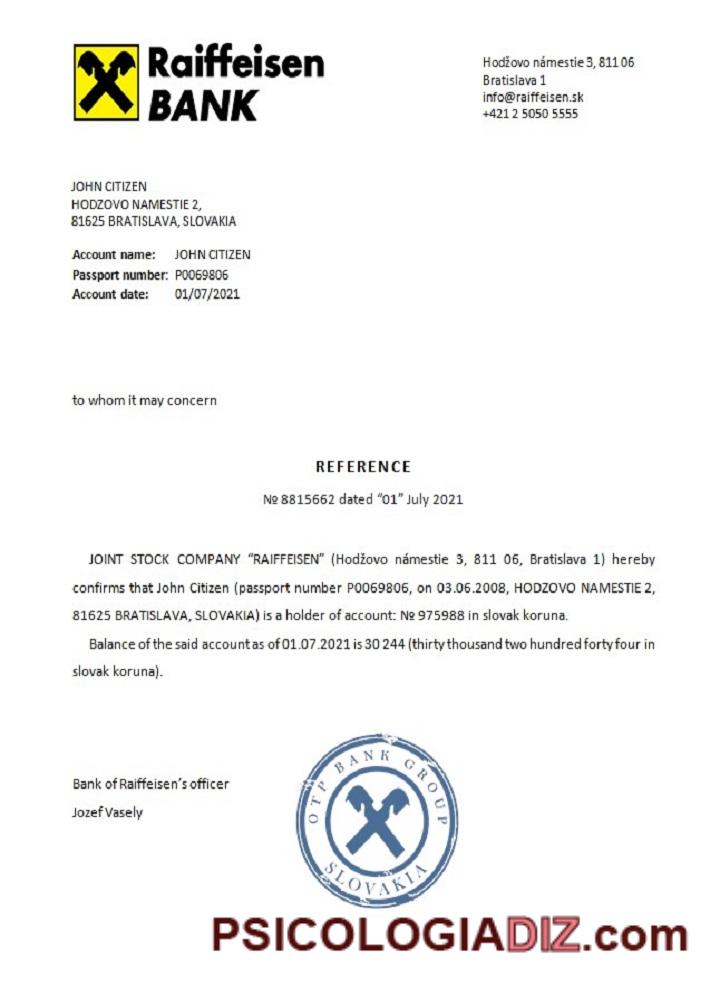 Raiffeisen
BANK
Hodžovo námestie 3, 811 06
Bratislava 1
info@raiffeisen.sk
+421 2 5050 5555
JOHN CITIZEN
HODZOVO NAMESTIE 2,
81625 BRATISLAVA, SLOVAKIA
Account name: JOHN CITIZEN
Passport number: P0069806
Account date: 01/07/2021
to whom it may concern
REFERENCE
№ 8815662 dated “01” July 2021
JOINT STOCK COMPANY “RAIFFEISEN” (Hodžovo námestie 3, 811 06, Bratislava 1) hereby
confirms that John Citizen (passport number P0069806, on 03.06.2008, HODZOVO NAMESTIE 2,
81625 BRATISLAVA, SLOVAKIA) is a holder of account: № 975988 in slovak koruna.
Balance of the said account as of 01.07.2021 is 30 244 (thirty thousand two hundred forty four in
slovak koruna).
Bank of Raiffeisen’s officer
Jozef Vasely
OTP BANK GROUP
SLOVAKIA
PSICOLOGIADIZ.com